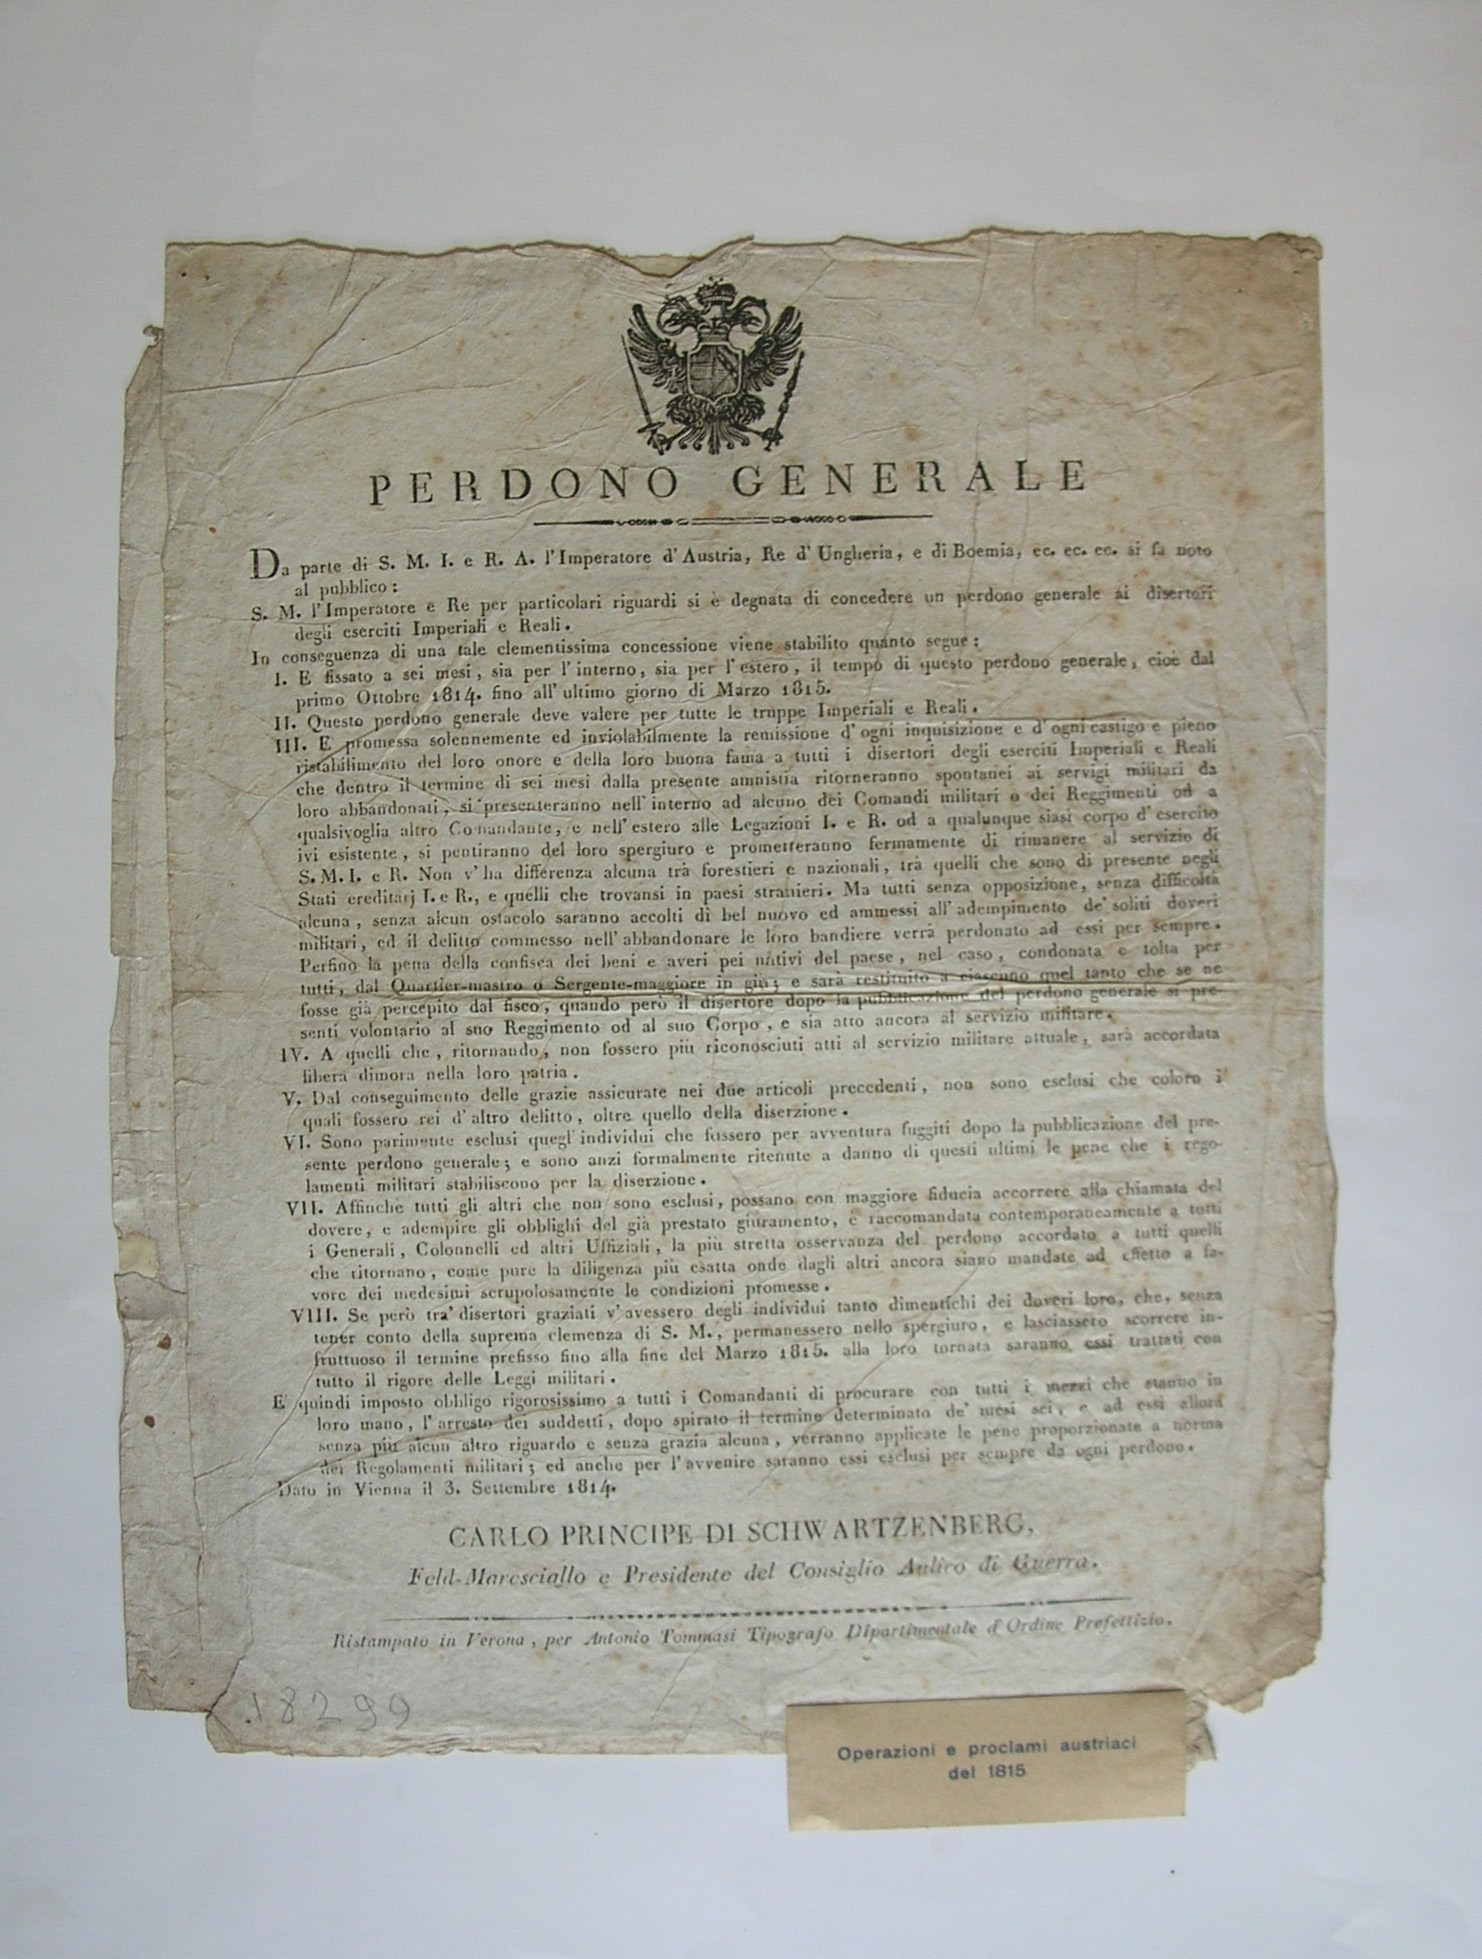 PERDONO GENERALE
Da parte di S. M. I. e R. A. l'Imperatore d'Austria, Re d'Ungheria, e di Boemia, ec. ec. ec. si fa noto
al pubblico:
S. M. l'Imperatore e Re per particolari riguardi si è degnata di concedere un perdono generale ai disertori
degli eserciti Imperiali e Reali.
In conseguenza di una tale clementissima concessione viene stabilito quanto segue:
I. E fissato a sei mesi, sia per l'interno, sia per l'estero, il tempo di questo perdono generale, cioè dal
primo Ottobre 1814. fino all'ultimo giorno di Marzo 1815.
II. Questo perdono generale deve valere per tutte le truppe Imperiali e Reali.
III. E' promessa solennemente ed inviolabilmente la remissione d'ogni inquisizione e d'ogni castigo e pieno
ristabilimento del loro onore e della loro buona fama a tutti i disertori degli eserciti Imperiali e Reali
che dentro il termine di sei mesi dalla presente amnistia ritorneranno spontanei ai servigi militari da
loro abbandonati, si presenteranno nell'interno ad alcuno dei Comandi militari o dei Reggimenti od a
qualsivoglia altro Comandante, e nell'estero alle Legazioni I. e R. od a qualunque siasi corpo d'esercito
ivi esistente, si pentiranno del loro spergiuro e prometteranno fermamente di rimanere al servizio di
S. M. I. e R. Non v'ha differenza alcuna trà forestieri e nazionali, trà quelli che sono di presente negli
Stati ereditarj I. e R., e quelli che trovansi in paesi stranieri. Ma tutti senza opposizione, senza difficoltà
alcuna, senza alcun ostacolo saranno accolti di bel nuovo ed ammessi all'adempimento de' soliti doveri
militari, ed il delitto commesso nell'abbandonare le loro bandiere verrà perdonato ad essi per sempre.
Perfino la pena della confisca dei beni e averi pei nativi del paese, nel caso, condonata e tolta per
tutti, dal Quartier-mastro o Sergente-maggiore in giù; e sarà restituito a ciascuno quel tanto che se ne
fosse già percepito dal fisco, quando però il disertore dopo la pubblicazione del perdono generale si pre-
senti volontario al suo Reggimento od al suo Corpo, e sia atto ancora al servizio militare.
IV. A quelli che, ritornando, non fossero più riconosciuti atti al servizio militare attuale, sarà accordata
libera dimora nella loro patria.
V. Dal conseguimento delle grazie assicurate nei due articoli precedenti, non sono esclusi che coloro i
quali fossero rei d'altro delitto, oltre quello della diserzione.
VI. Sono parimente esclusi quegl'individui che fossero per avventura fuggiti dopo la pubblicazione del pre-
sente perdono generale; e sono anzi formalmente ritenute a danno di questi ultimi le pene che i rego-
lamenti militari stabiliscono per la diserzione.
VII. Affinchè tutti gli altri che non sono esclusi, possano con maggiore fiducia accorrere alla chiamata del
dovere, e adempire gli obblighi del già prestato giuramento, è raccomandata contemporaneamente a tutti
i Generali, Colonnelli ed altri Uffiziali, la più stretta osservanza del perdono accordato a tutti quelli
che ritornano, come pure la diligenza più esatta onde dagli altri ancora siano mandate ad effetto a fa-
vore dei medesimi scrupolosamente le condizioni promesse.
VIII. Se però tra' disertori graziati v'avessero degli individui tanto dimentichi dei doveri loro, che, senza
tener conto della suprema clemenza di S. M., permanessero nello spergiuro, e lasciassero scorrere in-
fruttuoso il termine prefisso fino alla fine del Marzo 1815. alla loro tornata saranno essi trattati con
tutto il rigore delle Leggi militari.
E' quindi imposto obbligo rigorosissimo a tutti i Comandanti di procurare con tutti i mezzi che stanno in
loro mano, l'arresto dei suddetti, dopo spirato il termine determinato de' mesi sei, e ad essi allora
senza più alcun altro riguardo e senza grazia alcuna, verranno applicate le pene proporzionate a norma
dei Regolamenti militari; ed anche per l'avvenire saranno essi esclusi per sempre da ogni perdono.
Dato in Vienna il 3. Settembre 1814.
CARLO PRINCIPE DI SCHWARTZENBERG,
Feld-Maresciallo e Presidente del Consiglio Aulico di Guerra.
Ristampato in Verona, per Antonio Tommasi Tipografo Dipartimentale d'Ordine Prefettizio.
18299
Operazioni e proclami austriaci
del 1815